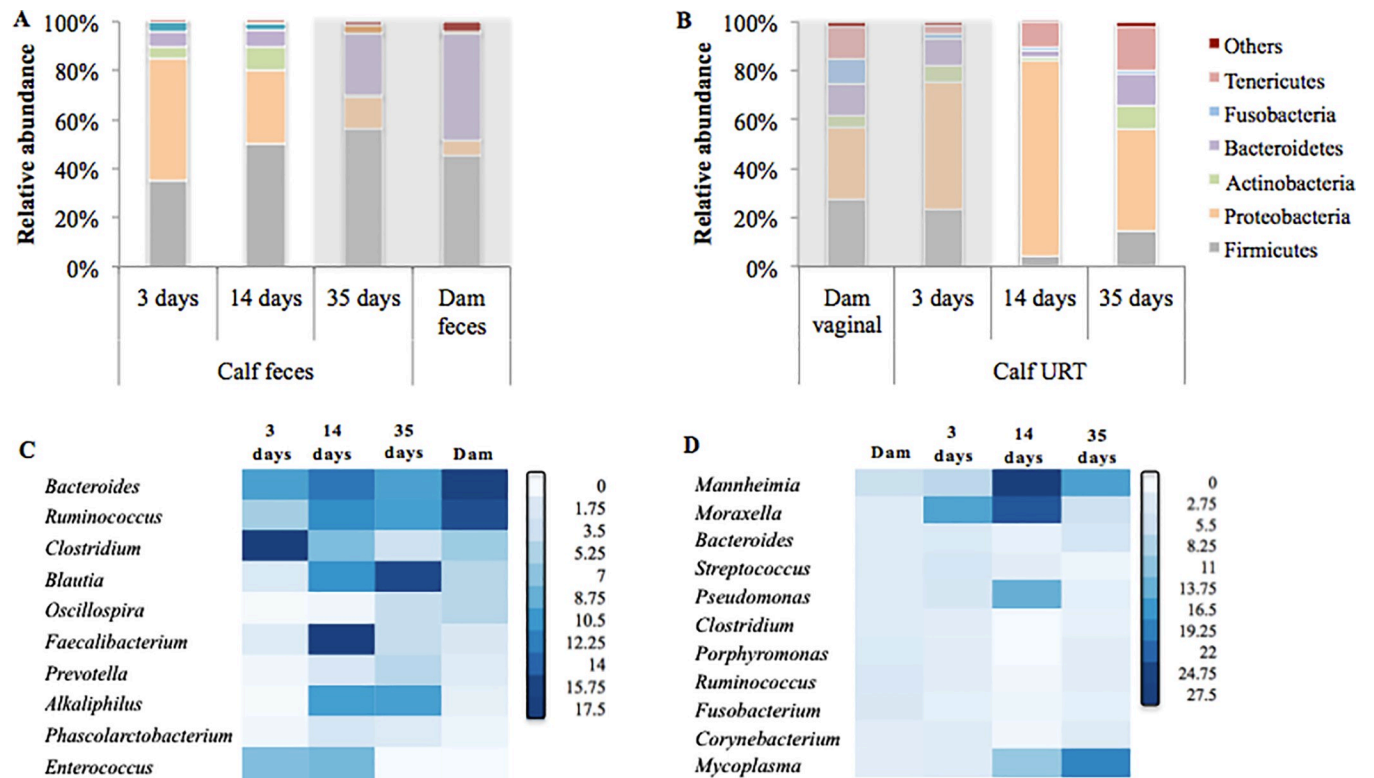 A
Relative abundance
100%
80%
60%
40%
20%
0%
3 days
14 days
35 days
Dam
feces
Calf feces
B
Relative abundance
100%
80%
60%
40%
20%
0%
Dam
vaginal
3 days
14 days
35 days
Calf URT
Others
Tenericutes
Fusobacteria
Bacteroidetes
Actinobacteria
Proteobacteria
Firmicutes
C
3
days
14
days
35
days
Dam
Bacteroides
Ruminococcus
Clostridium
Blautia
Oscillospira
Faecalibacterium
Prevotella
Alkaliphilus
Phascolarctobacterium
Enterococcus
0
1.75
3.5
5.25
7
8.75
10.5
12.25
14
15.75
17.5
D
Dam
3
days
14
days
35
days
Mannheimia
Moraxella
Bacteroides
Streptococcus
Pseudomonas
Clostridium
Porphyromonas
Ruminococcus
Fusobacterium
Corynebacterium
Mycoplasma
0
2.75
5.5
8.25
11
13.75
16.5
19.25
22
24.75
27.5